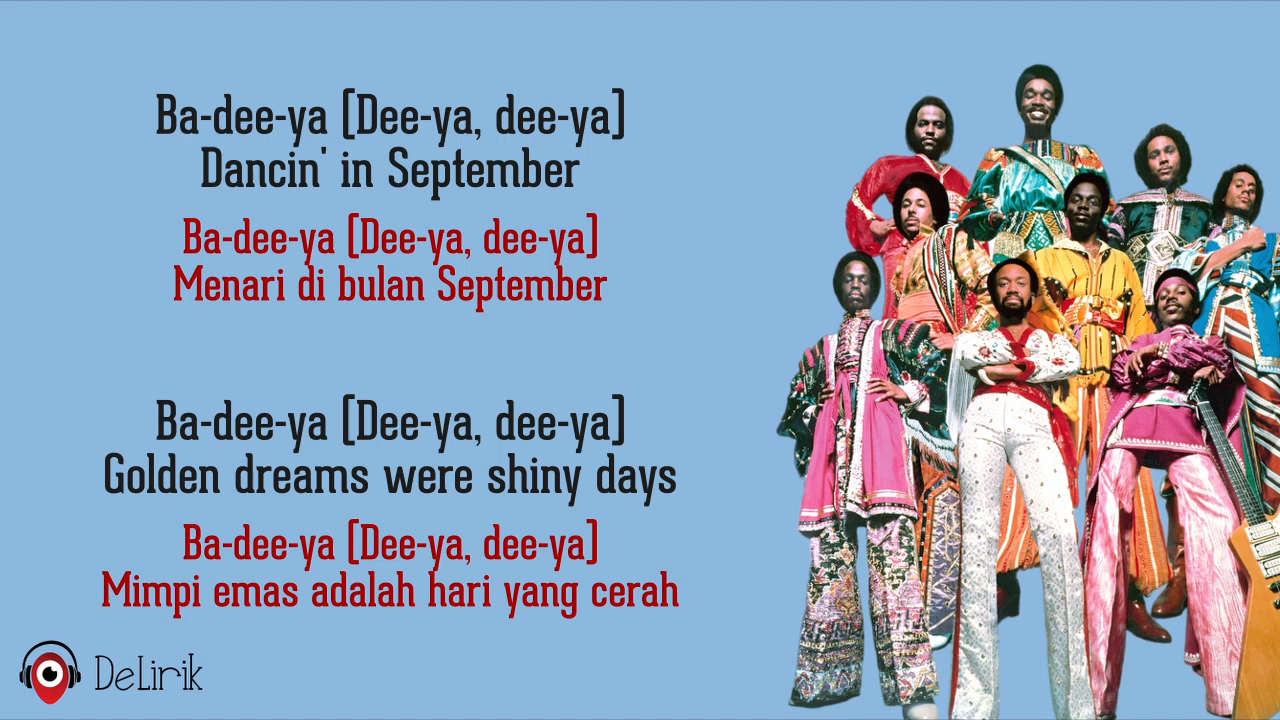 Ba-dee-ya (Dee-ya, dee-ya)
Dancin' in September
Ba-dee-ya (Dee-ya, dee-ya)
Menari di bulan September
Ba-dee-ya (Dee-ya, dee-ya)
Golden dreams were shiny days
Ba-dee-ya (Dee-ya, dee-ya)
Mimpi emas adalah hari yang cerah
DeLirik